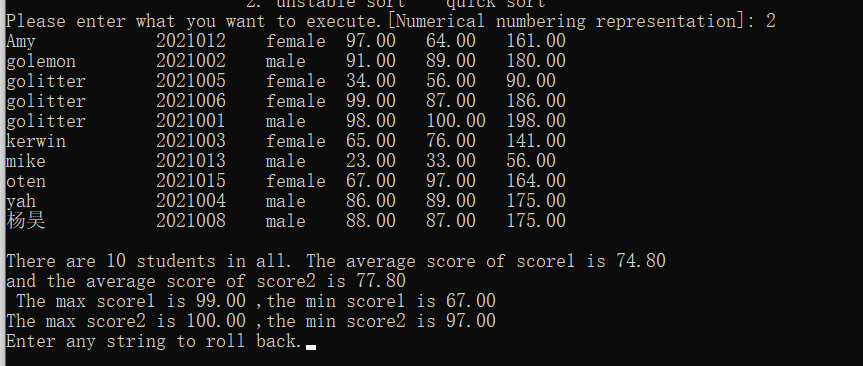 2. unstable sort    quick sort
Please enter what you want to execute.[Numerical numbering representation]: 2
Amy            2021012    female  97.00   64.00   161.00
golemon        2021002    male    91.00   89.00   180.00
golitter       2021005    female  34.00   56.00   90.00
golitter       2021006    female  99.00   87.00   186.00
golitter       2021001    male    98.00   100.00  198.00
kerwin         2021003    female  65.00   76.00   141.00
mike           2021013    male    23.00   33.00   56.00
oten           2021015    female  67.00   97.00   164.00
yah            2021004    male    86.00   89.00   175.00
杨昊           2021008    male    88.00   87.00   175.00
There are 10 students in all. The average score of score1 is 74.80
and the average score of score2 is 77.80
The max score1 is 99.00 ,the min score1 is 67.00
The max score2 is 100.00 ,the min score2 is 97.00
Enter any string to roll back.